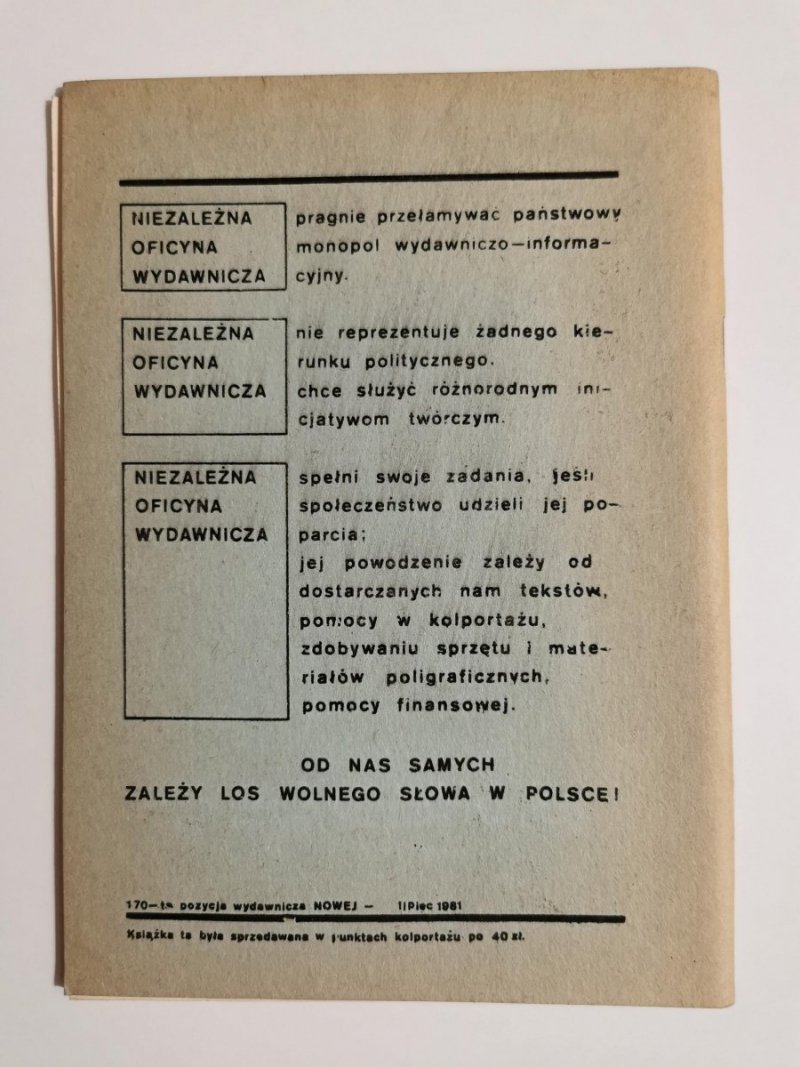 NIEZALEŻNA pragnie przełamywać państwowy
OFICYNA monopol wydawniczo—informa-
WYDAWNICZA cyjny.
NIEZALEŻNA nie reprezentuje żadnego kie-
OFICYNA runku politycznego.
WYDAWNICZA chce służyć różnorodnym ini-
cjatywom twórczym.
NIEZALEŻNA spełni swoje zadania, jeśli
OFICYNA społeczeństwo udzieli jej po-
WYDAWNICZA parcia;
jej powodzenie zależy od
dostarczanych nam tekstów,
pomocy w kolportażu,
zdobywaniu sprzętu i mate-
riałów poligraficznych,
pomocy finansowej.
OD NAS SAMYCH
ZALEŻY LOS WOLNEGO SŁOWA W POLSCE!
170—ta pozycja wydawnicza NOWEJ — lipiec 1981
Książka ta była sprzedawana w punktach kolportażu po 40 zł.